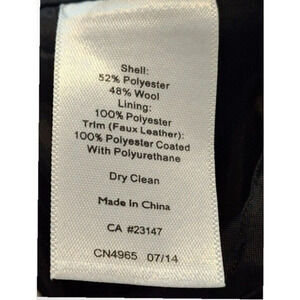 Shell:
52% Polyester
48% Wool
Lining:
100% Polyester
Trim (Faux Leather):
100% Polyester Coated
With Polyurethane
Dry Clean
Made In China
CA #23147
CN4965 07/14